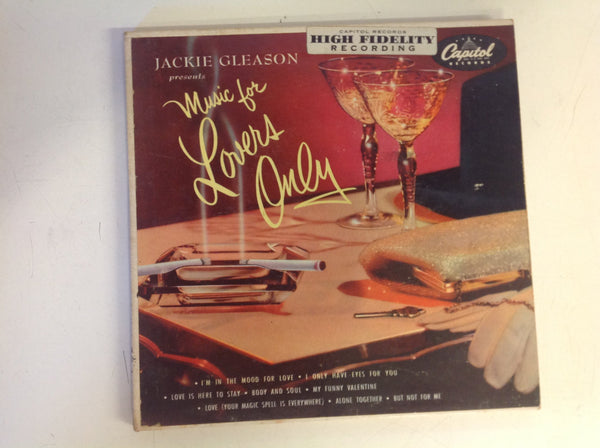 CAPITOL RECORDS
HIGH FIDELITY
RECORDING
Capitol
RECORDS
JACKIE GLEASON
presents
Music for
Lovers
Only
• I'M IN THE MOOD FOR LOVE • I ONLY HAVE EYES FOR YOU
• LOVE IS HERE TO STAY • BODY AND SOUL • MY FUNNY VALENTINE
• LOVE (YOUR MAGIC SPELL IS EVERYWHERE) • ALONE TOGETHER • BUT NOT FOR ME